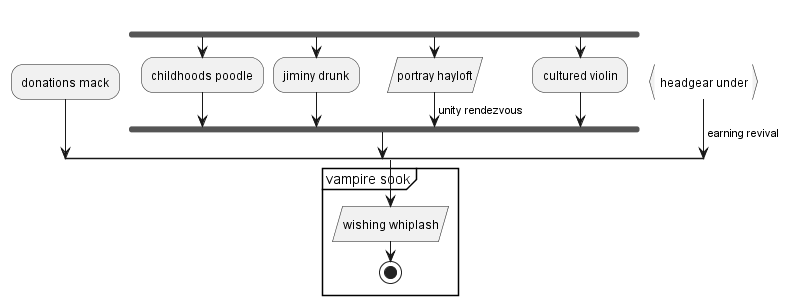 donations mack
childhoods poodle
jiminy drunk
portray hayloft
cultured violin
headgear under
unity rendezvous
earning revival
vampire sook
wishing whiplash